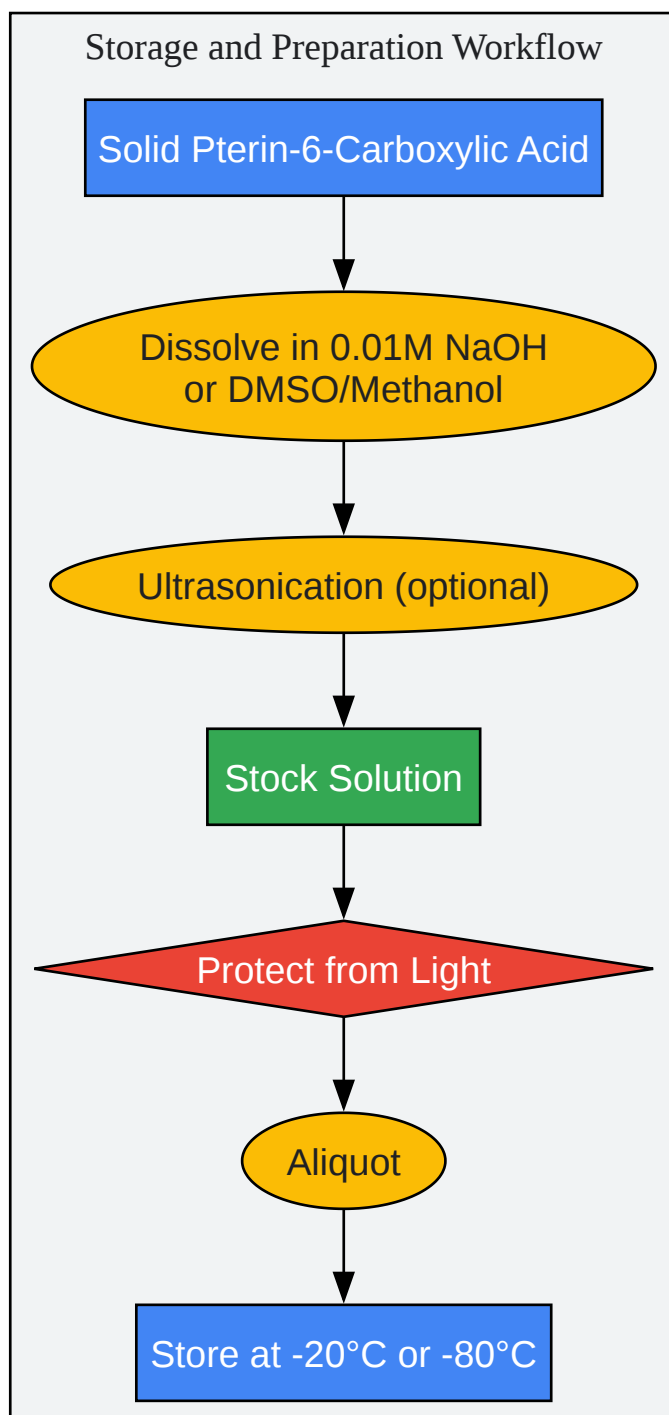 Storage and Preparation Workflow
Solid Pterin-6-Carboxylic Acid
Dissolve in 0.01M NaOH
or DMSO/Methanol
Ultrasonication (optional)
Stock Solution
Protect from Light
Aliquot
Store at -20°C or -80°C